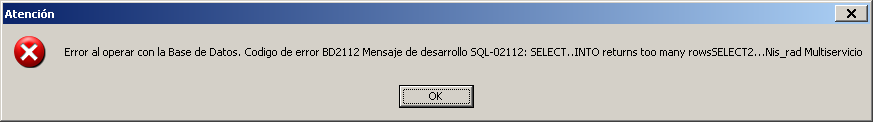 Atención
Error al operar con la Base de Datos. Codigo de error BD2112 Mensaje de desarrollo SQL-02112: SELECT..INTO returns too many rowsSELECT2...Nis_rad Multiservicio
OK